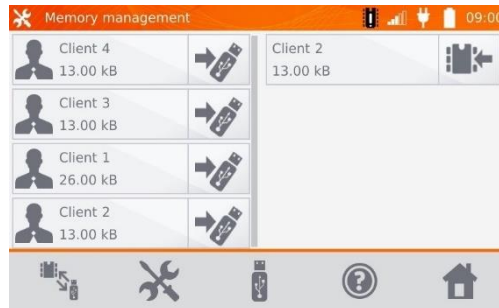 Memory management
09:00
Client 4
13.00 kB
Client 3
13.00 kB
Client 1
26.00 kB
Client 2
13.00 kB
Client 2
13.00 kB
?